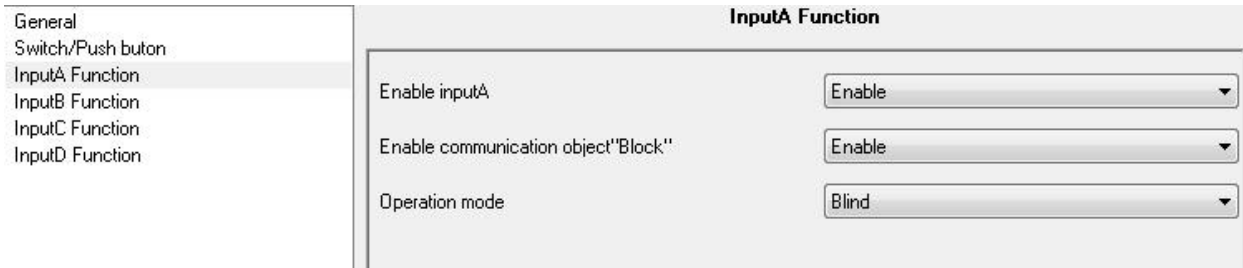 General
Switch/Push buton
InputA Function
InputB Function
InputC Function
InputD Function
InputA Function
Enable inputA Enable
Enable communication object"Block" Enable
Operation mode Blind